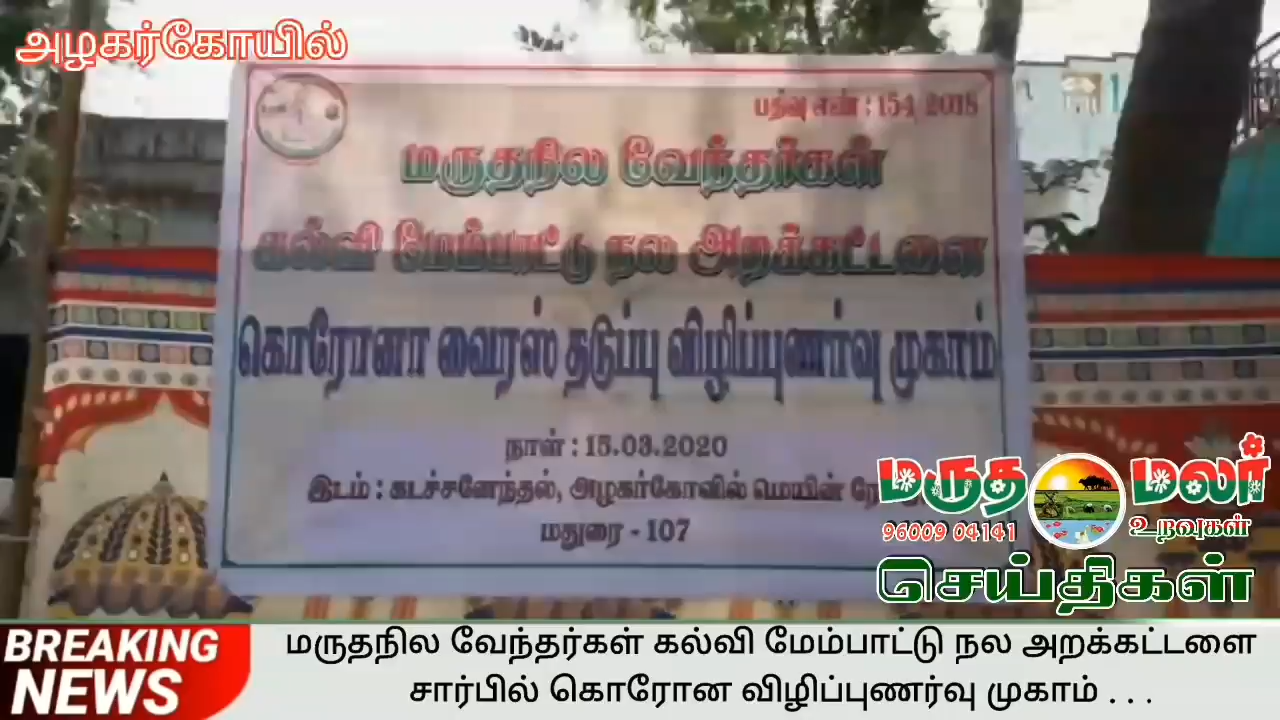 அழகர்கோயில்
பதிவு எண் : 154/2018
மருதநில வேந்தர்கள்
கல்வி மேம்பாட்டு நல அறக்கட்டளை
கொரோனா வைரஸ் தடுப்பு விழிப்புணர்வு முகாம்
நாள் : 15.03.2020
இடம் : கடச்சனேந்தல், அழகர்கோவில் மெயின்
மதுரை - 107
மருத மலர்
96009 04141 உறவுகள்
செய்திகள்
BREAKING
NEWS
மருதநில வேந்தர்கள் கல்வி மேம்பாட்டு நல அறக்கட்டளை
சார்பில் கொரோன விழிப்புணர்வு முகாம் . . .